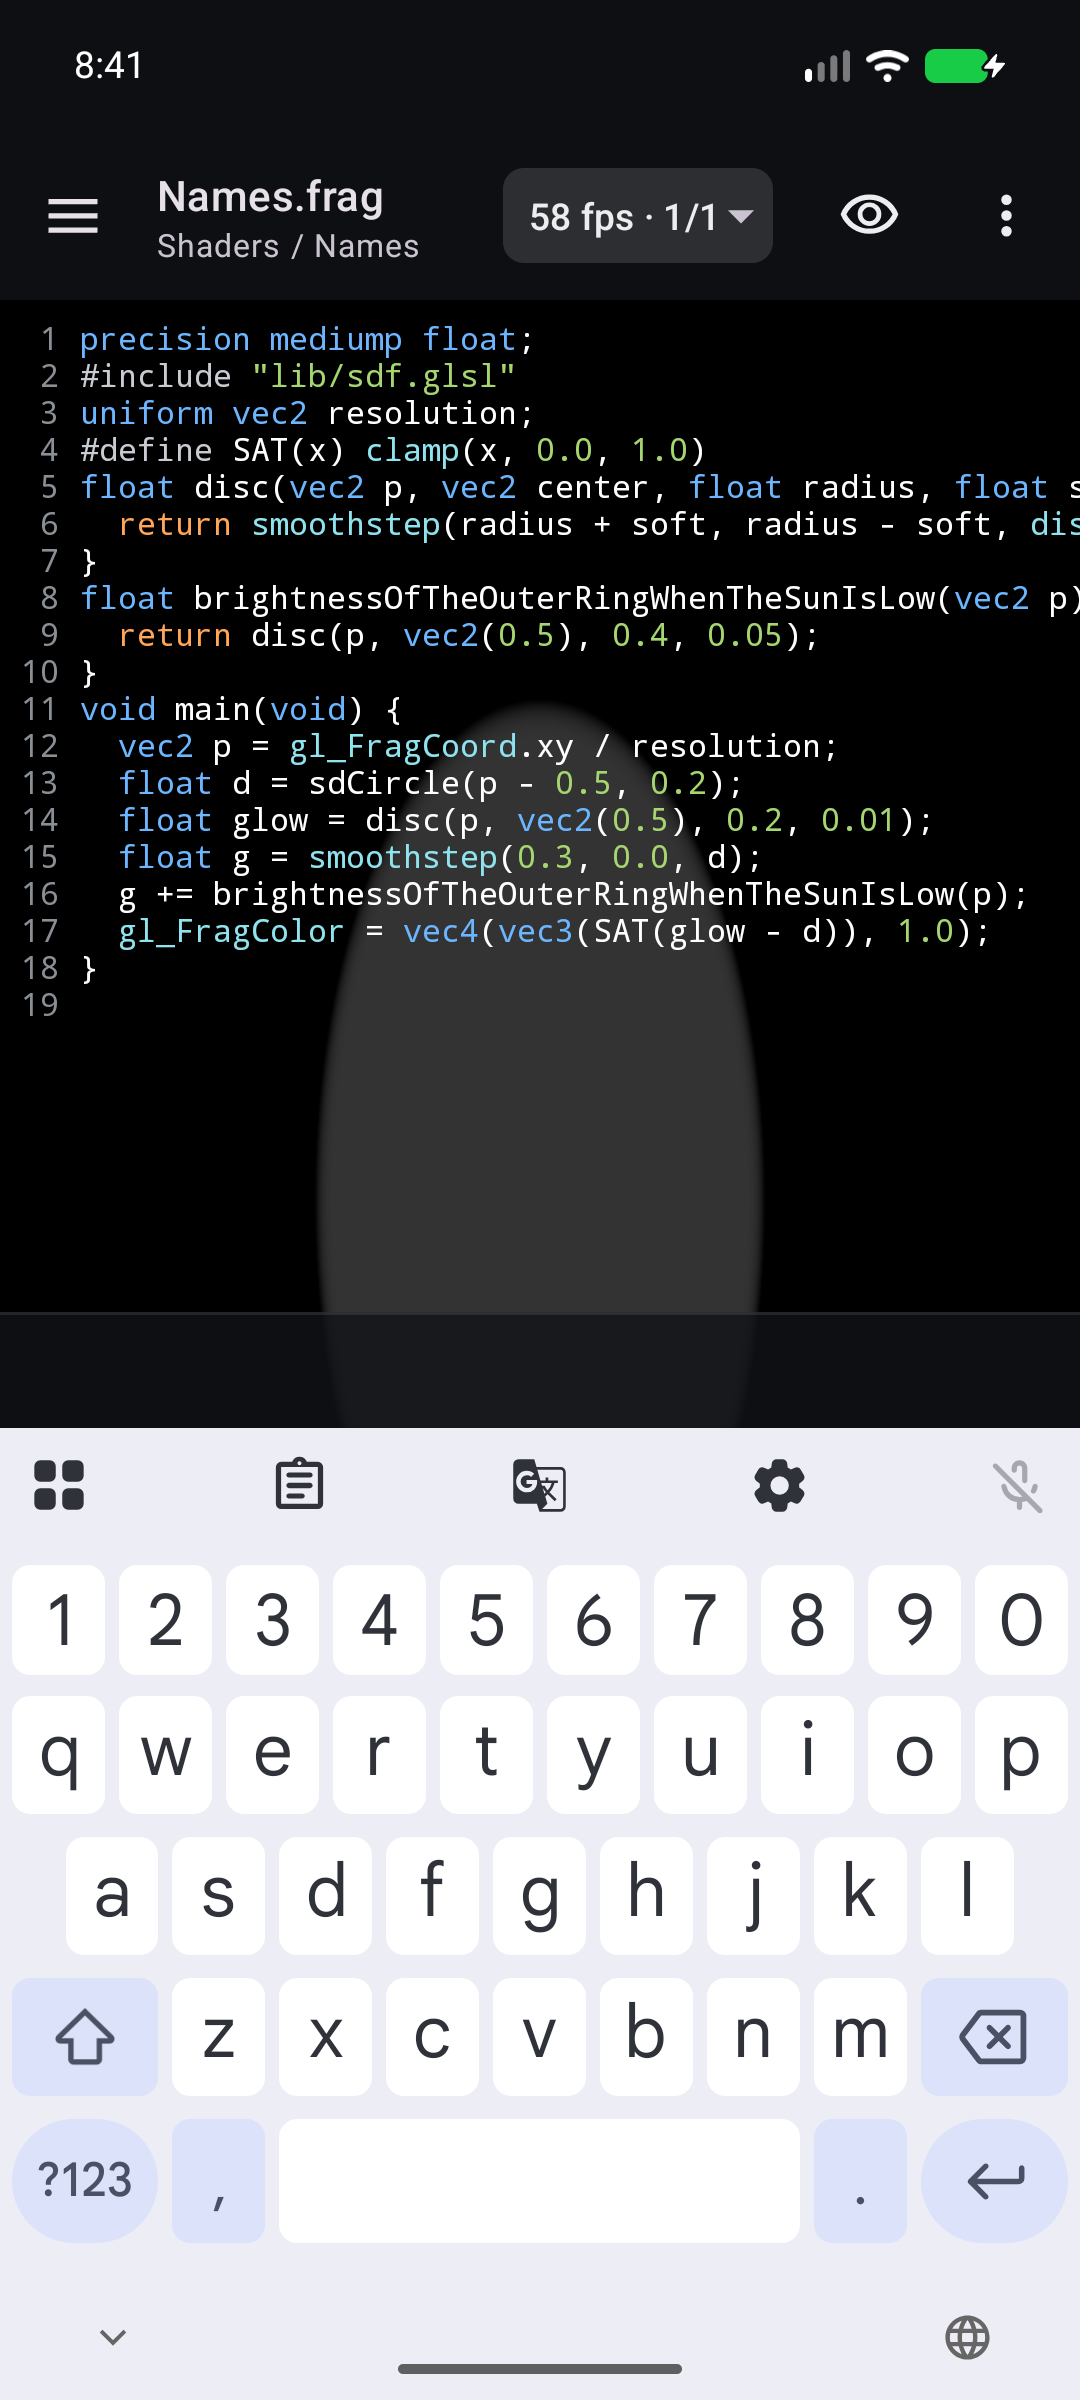 8:41
Names.frag
Shaders / Names
58 fps · 1/1
1 precision mediump float;
2 #include "lib/sdf.glsl"
3 uniform vec2 resolution;
4 #define SAT(x) clamp(x, 0.0, 1.0)
5 float disc(vec2 p, vec2 center, float radius, float s
6   return smoothstep(radius + soft, radius - soft, dis
7 }
8 float brightnessOfTheOuterRingWhenTheSunIsLow(vec2 p)
9   return disc(p, vec2(0.5), 0.4, 0.05);
10 }
11 void main(void) {
12   vec2 p = gl_FragCoord.xy / resolution;
13   float d = sdCircle(p - 0.5, 0.2);
14   float glow = disc(p, vec2(0.5), 0.2, 0.01);
15   float g = smoothstep(0.3, 0.0, d);
16   g += brightnessOfTheOuterRingWhenTheSunIsLow(p);
17   gl_FragColor = vec4(vec3(SAT(glow - d)), 1.0);
18 }
19
1 2 3 4 5 6 7 8 9 0
q w e r t y u i o p
a s d f g h j k l
z x c v b n m
?123 , .